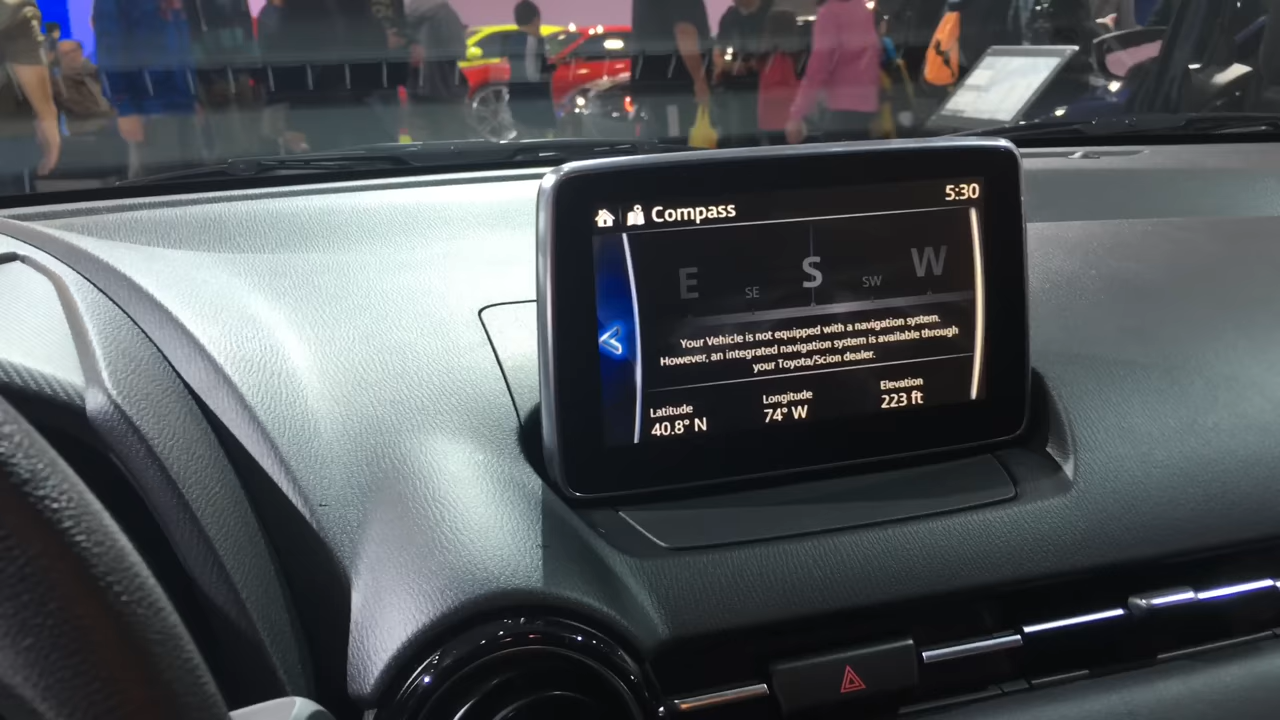 5:30
Compass
E SE S SW W
Your Vehicle is not equipped with a navigation system.
However, an integrated navigation system is available through
your Toyota/Scion dealer.
Latitude Longitude Elevation
40.8° N 74° W 223 ft